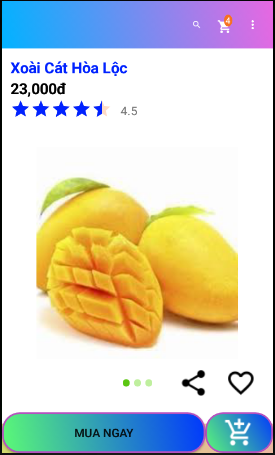 4
Xoài Cát Hòa Lộc
23,000đ
4.5
MUA NGAY